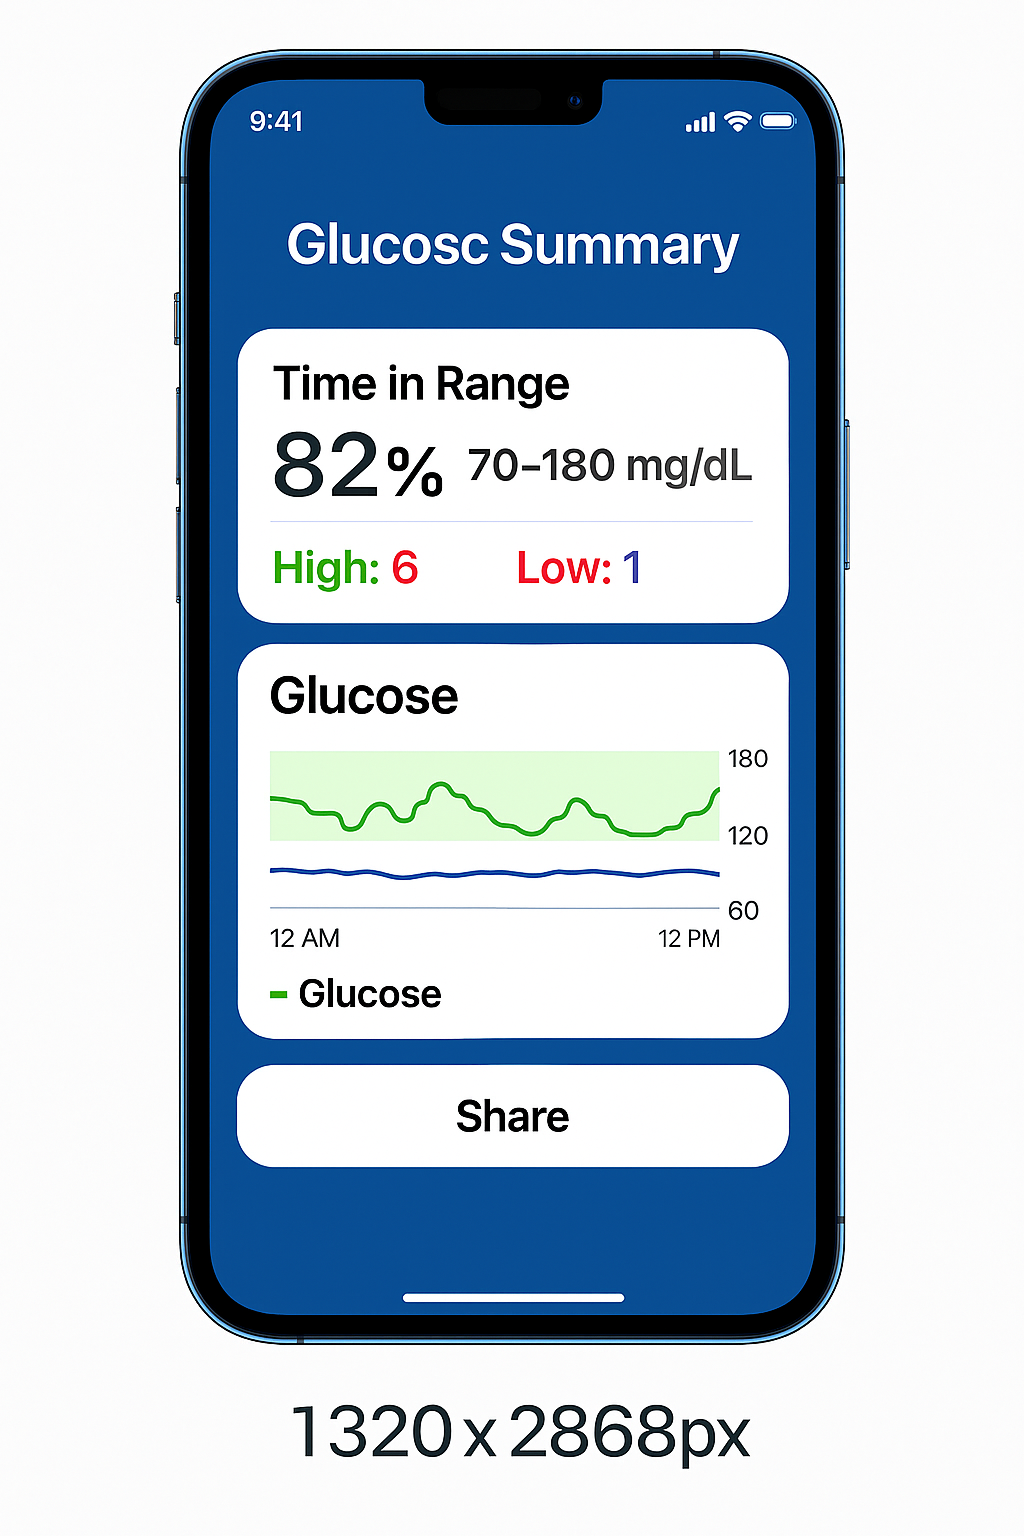 9:41
Glucosc Summary
Time in Range
82% 70–180 mg/dL
High: 6 Low: 1
Glucose
180
120
60
12 AM 12 PM
Glucose
Share
1320 x 2868px